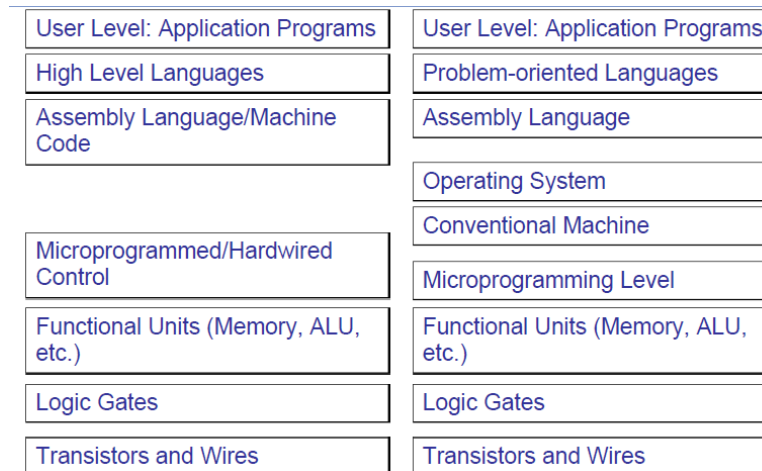 User Level: Application Programs
High Level Languages
Assembly Language/Machine
Code
Microprogrammed/Hardwired
Control
Functional Units (Memory, ALU,
etc.)
Logic Gates
Transistors and Wires
User Level: Application Programs
Problem-oriented Languages
Assembly Language
Operating System
Conventional Machine
Microprogramming Level
Functional Units (Memory, ALU,
etc.)
Logic Gates
Transistors and Wires